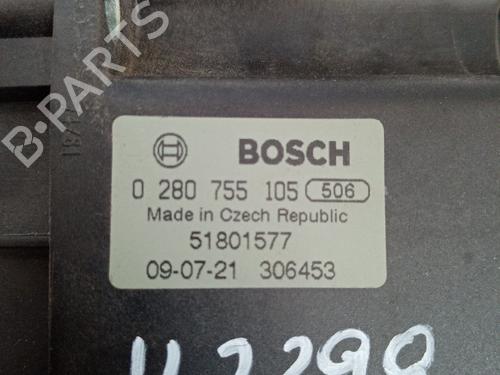 BOSCH
0 280 755 105 506
Made in Czech Republic
51801577
09-07-21 306453
B-PARTS